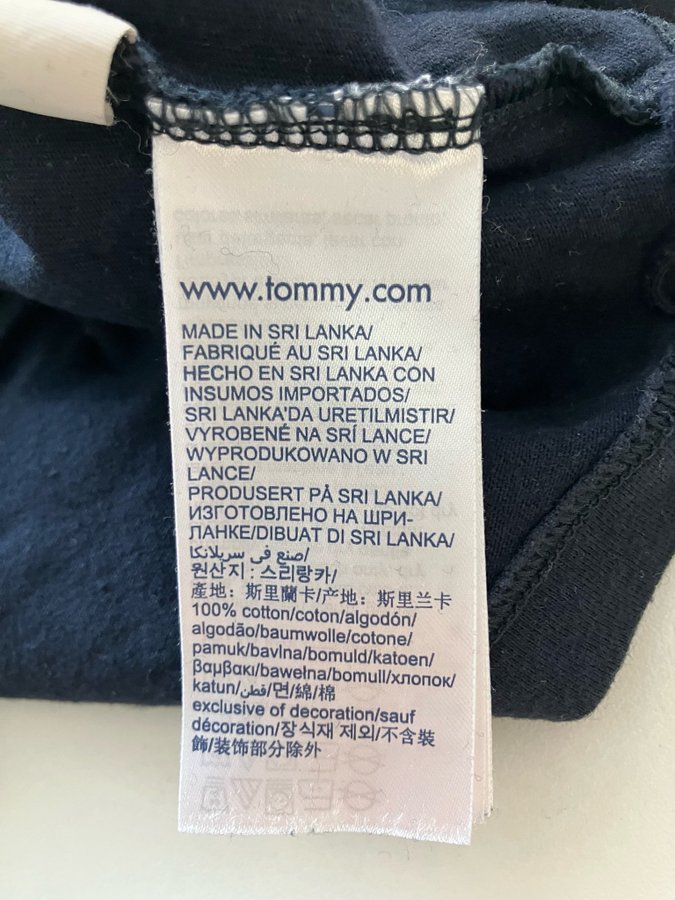 www.tommy.com
MADE IN SRI LANKA/
FABRIQUÉ AU SRI LANKA/
HECHO EN SRI LANKA CON
INSUMOS IMPORTADOS/
SRI LANKA'DA URETILMISTIR/
VYROBENÉ NA SRÍ LANCE/
WYPRODUKOWANO W SRI
LANCE/
PRODUSERT PÅ SRI LANKA/
ИЗГОТОВЛЕНО НА ШРИ-
ЛАНКЕ/DIBUAT DI SRI LANKA/
صنع في سريلانكا/
원산지 : 스리랑카/
產地: 斯里蘭卡/产地: 斯里兰卡
100% cotton/coton/algodón/
algodão/baumwolle/cotone/
pamuk/bavlna/bomuld/katoen/
βαμβακι/bawełna/bomull/хлопок/
katun/قطن/면/綿/棉
exclusive of decoration/sauf
décoration/장식재 제외/不含裝
飾/装饰部分除外